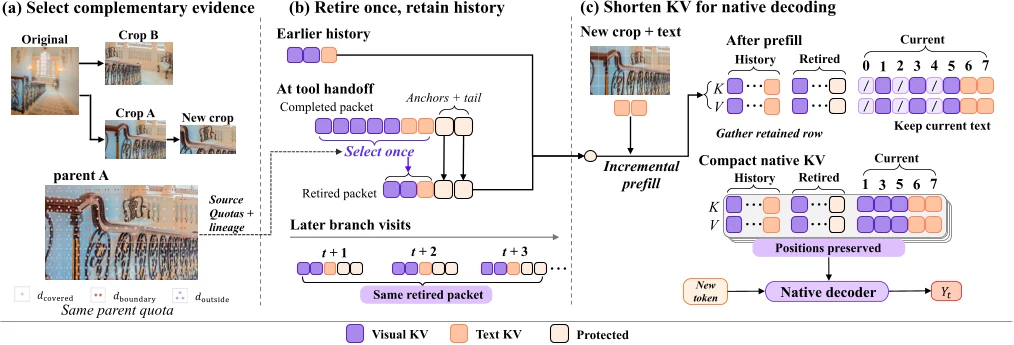 (a) Select complementary evidence
Original
Crop B
Crop A
New crop
parent A
Source
Quotas +
lineage
d_covered
d_boundary
d_outside
Same parent quota
(b) Retire once, retain history
Earlier history
At tool handoff
Completed packet
Anchors + tail
Select once
Retired packet
Later branch visits
t + 1
t + 2
t + 3
...
Same retired packet
(c) Shorten KV for native decoding
New crop + text
Incremental
prefill
After prefill
Current
History
Retired
0 1 2 3 4 5 6 7
K ... ... / / / /
V ... ... / / / /
Gather retained row
Keep current text
Compact native KV
Current
History
Retired
1 3 5 6 7
K ... ...
V ... ...
Positions preserved
New
token
Native decoder
Y_t
Visual KV
Text KV
Protected